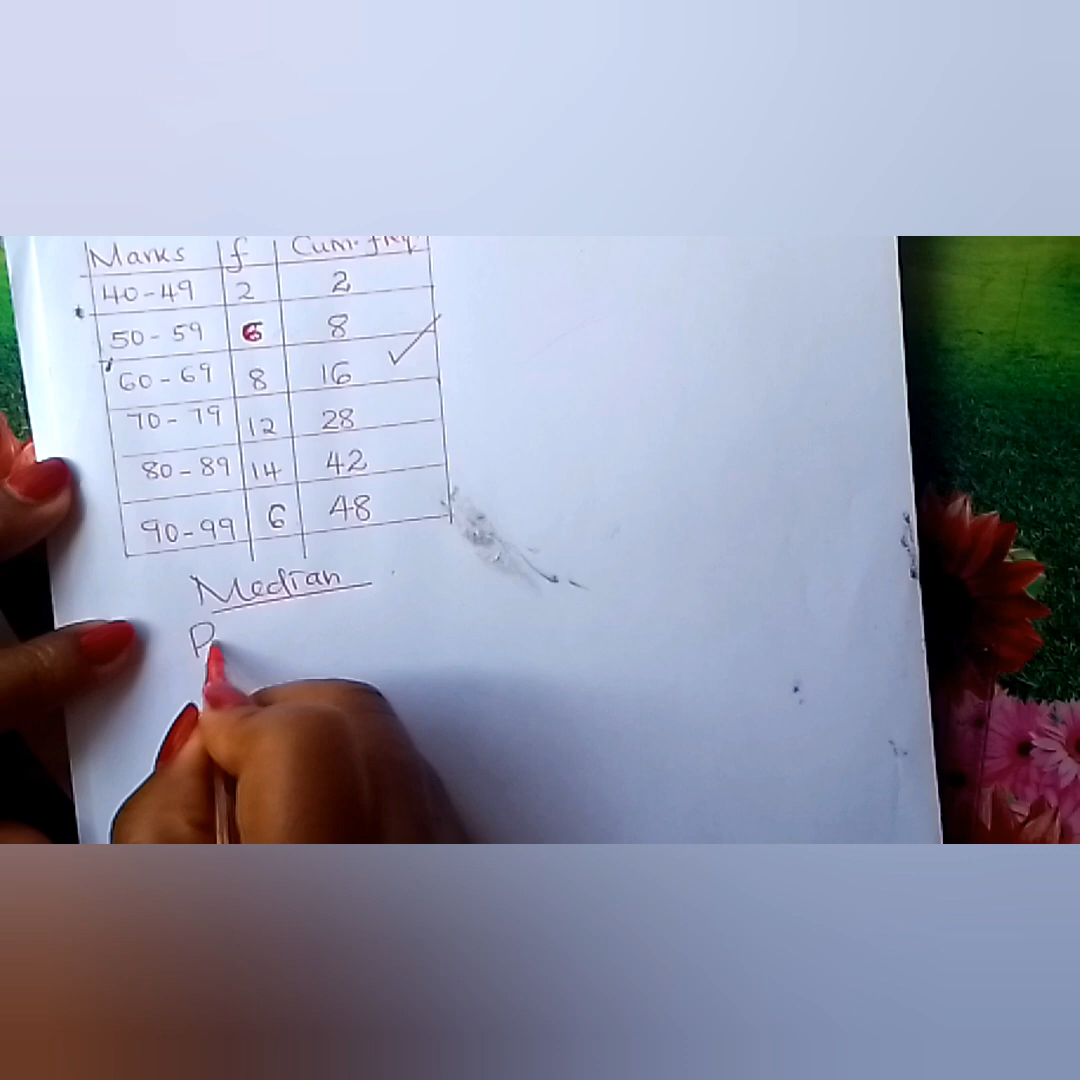 Marks f Cum. frq.
40-49 2 2
50-59 6 8
60-69 8 16
70-79 12 28
80-89 14 42
90-99 6 48
Median
P